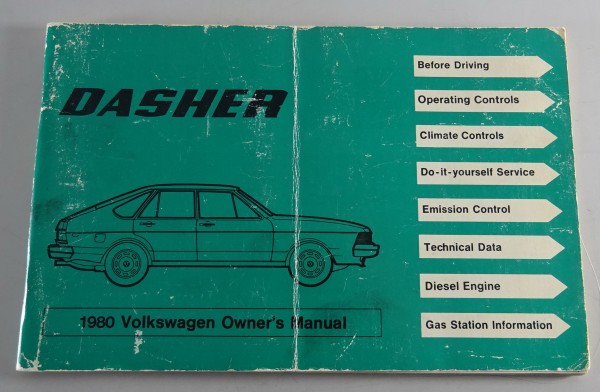 DASHER
1980 Volkswagen Owner's Manual
Before Driving
Operating Controls
Climate Controls
Do-it-yourself Service
Emission Control
Technical Data
Diesel Engine
Gas Station Information